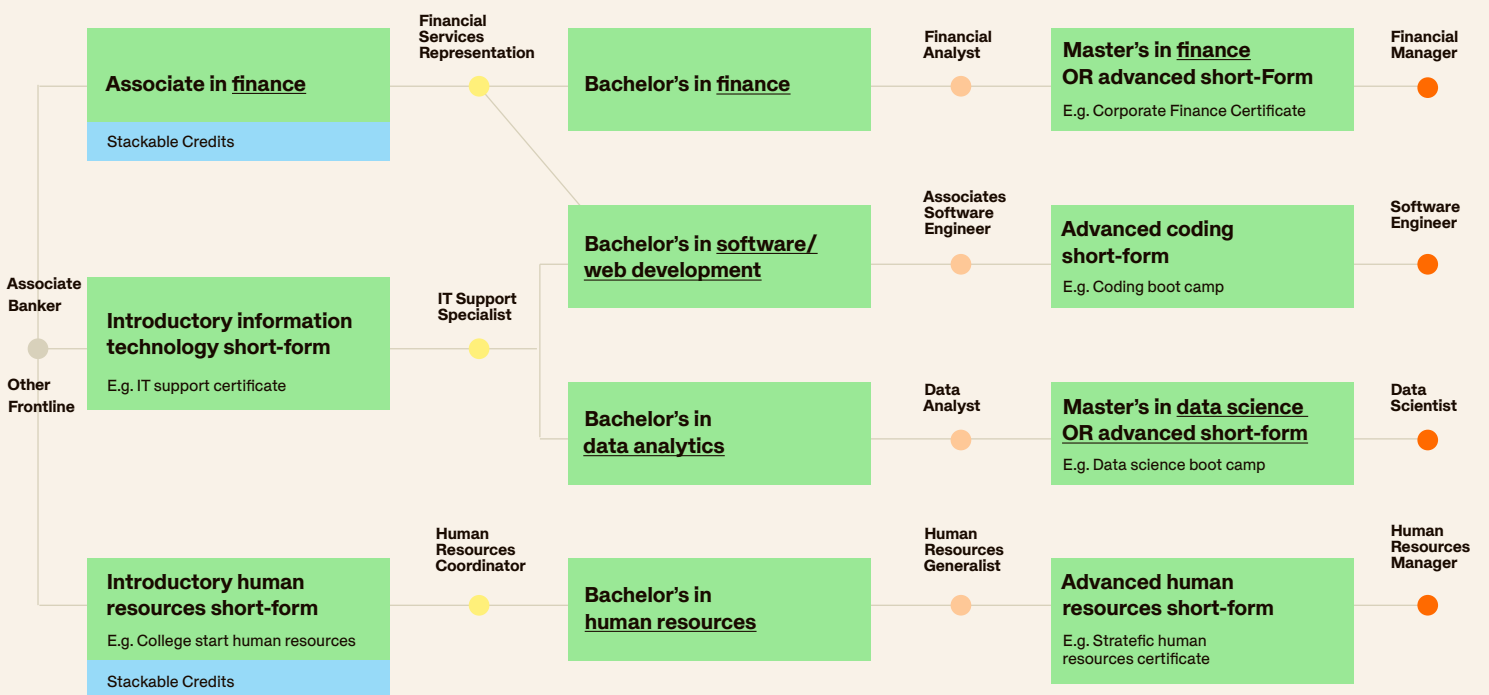 Financial
Services
Representation
Financial
Analyst
Financial
Manager
Associate in finance
Stackable Credits
Bachelor's in finance
Master's in finance
OR advanced short-Form
E.g. Corporate Finance Certificate
Associates
Software
Engineer
Software
Engineer
Bachelor's in software/
web development
Advanced coding
short-form
E.g. Coding boot camp
Associate
Banker
Other
Frontline
Introductory information
technology short-form
E.g. IT support certificate
IT Support
Specialist
Data
Analyst
Data
Scientist
Bachelor's in
data analytics
Master's in data science
OR advanced short-form
E.g. Data science boot camp
Human
Resources
Coordinator
Human
Resources
Generalist
Human
Resources
Manager
Introductory human
resources short-form
E.g. College start human resources
Stackable Credits
Bachelor's in
human resources
Advanced human
resources short-form
E.g. Stratefic human
resources certificate